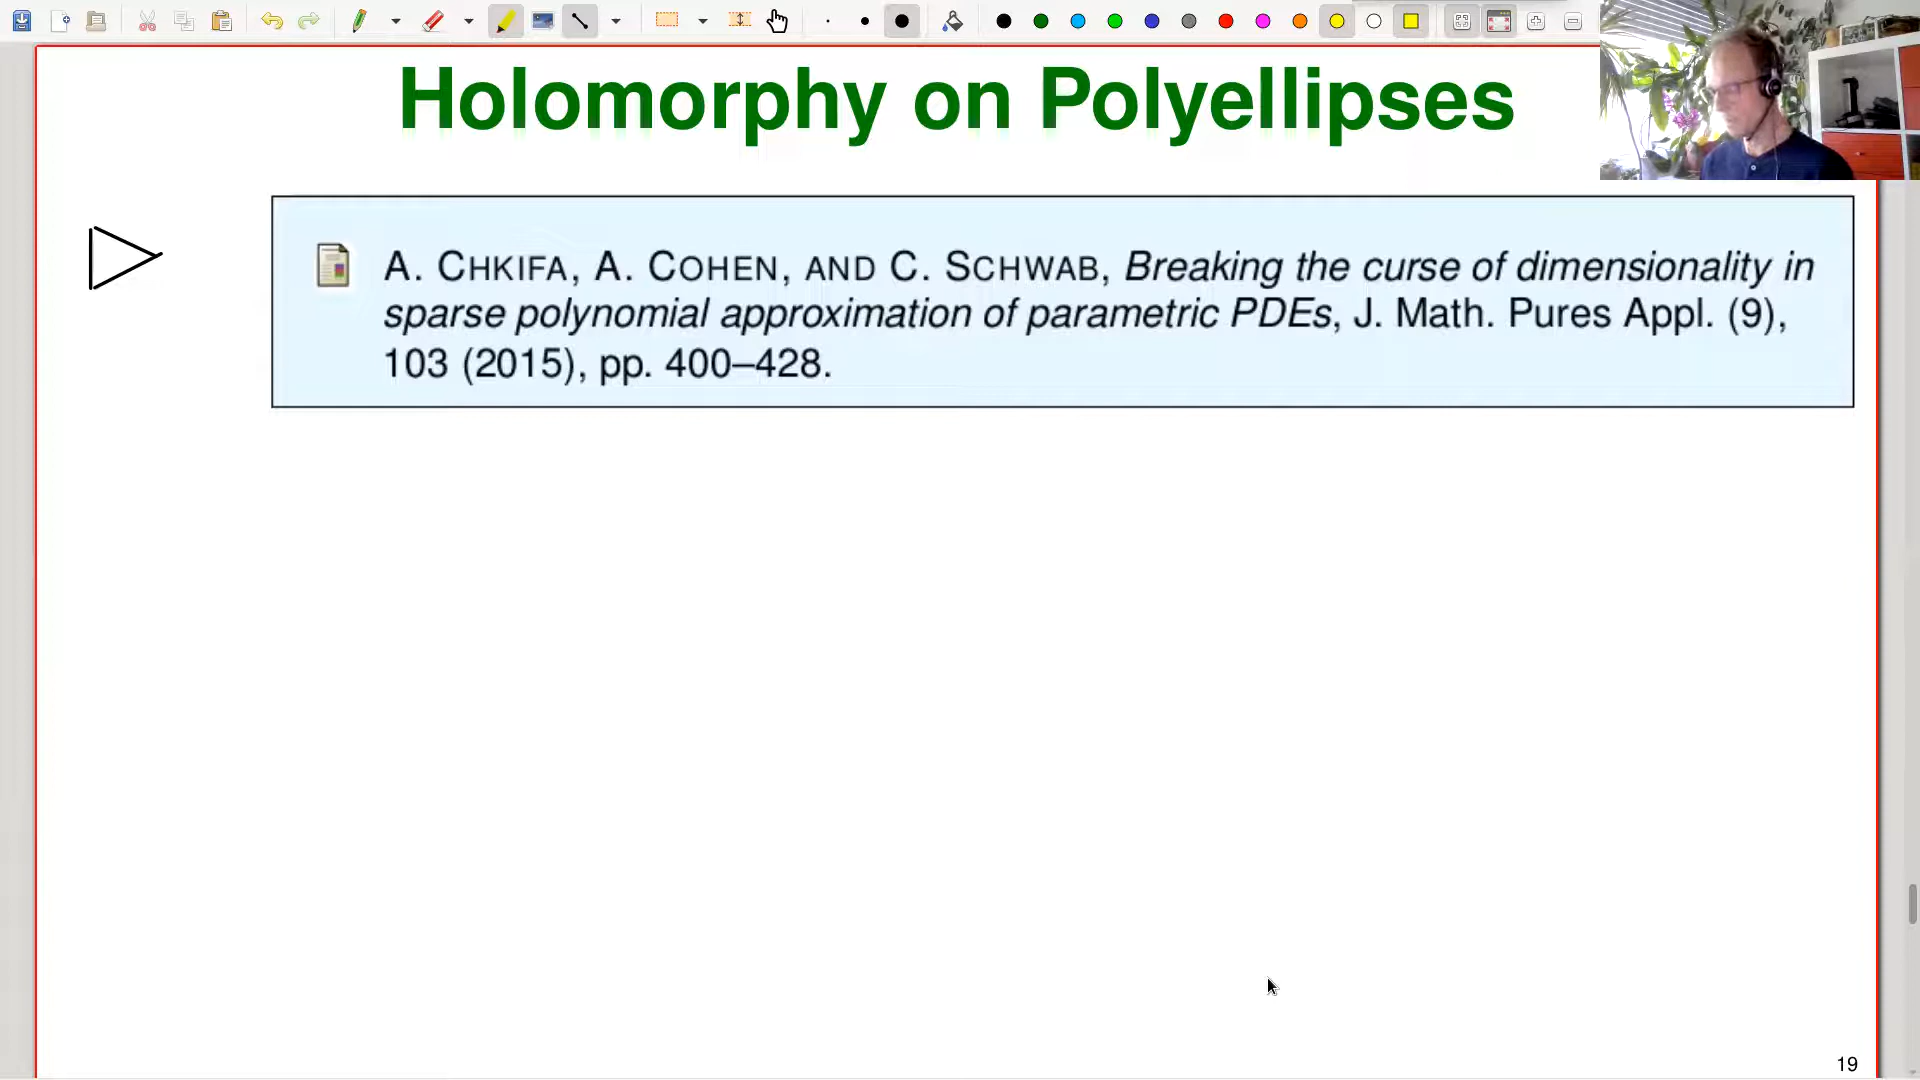 Holomorphy on Polyellipses
A. CHKIFA, A. COHEN, AND C. SCHWAB, Breaking the curse of dimensionality in
sparse polynomial approximation of parametric PDEs, J. Math. Pures Appl. (9),
103 (2015), pp. 400–428.
19